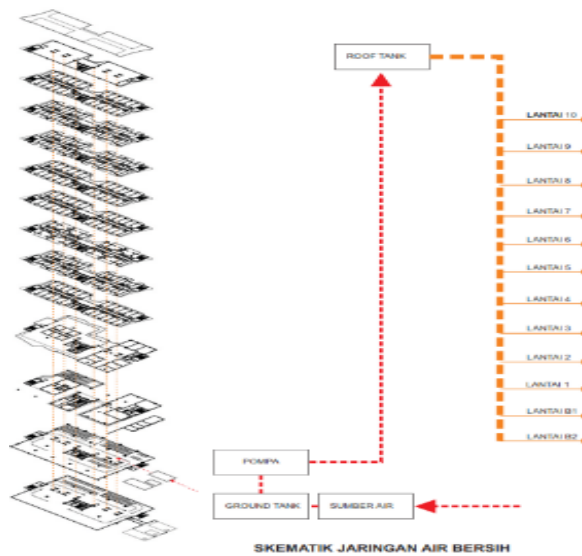 ROOF TANK
LANTAI 10
LANTAI 9
LANTAI 8
LANTAI 7
LANTAI 6
LANTAI 5
LANTAI 4
LANTAI 3
LANTAI 2
LANTAI 1
LANTAI B1
LANTAI B2
POMPA
GROUND TANK
SUMBER AIR
SKEMATIK JARINGAN AIR BERSIH